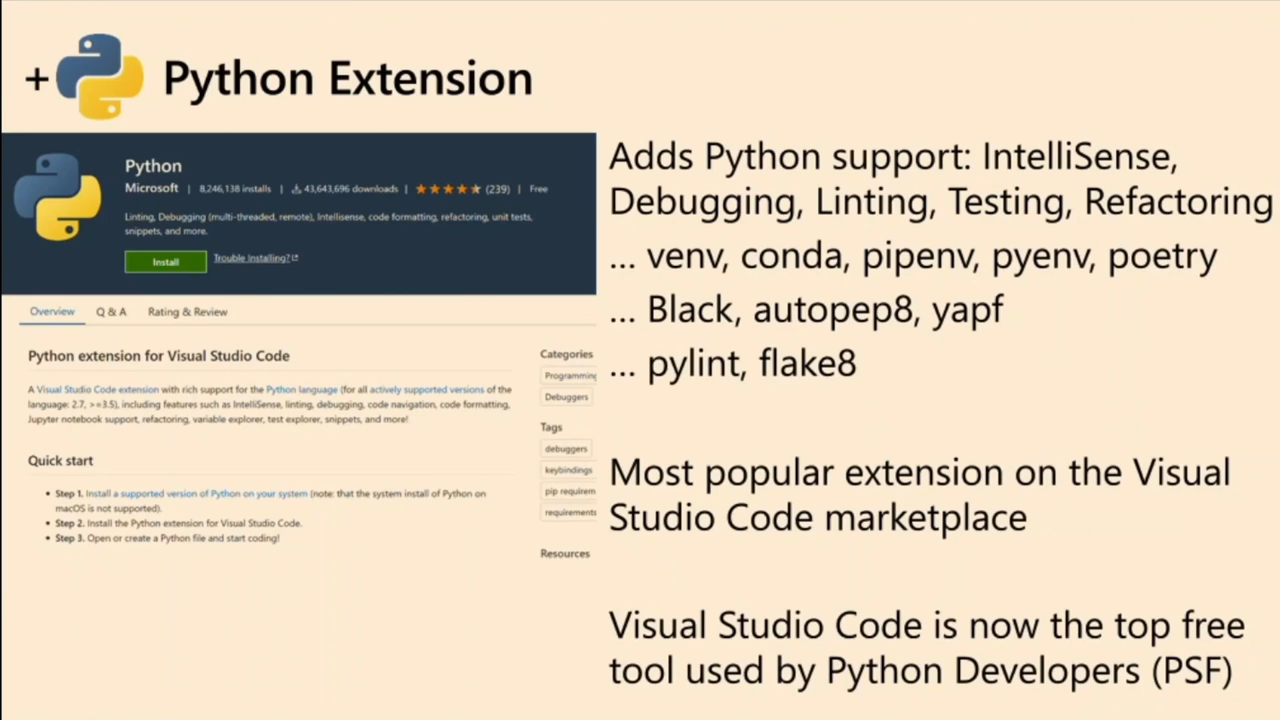 + Python Extension
Python
Microsoft | 8,246,138 installs | 43,643,696 downloads | (239) | Free
Linting, Debugging (multi-threaded, remote), Intellisense, code formatting, refactoring, unit tests,
snippets, and more.
Install Trouble Installing?
Overview Q & A Rating & Review
Python extension for Visual Studio Code
A Visual Studio Code extension with rich support for the Python language (for all actively supported versions of the
language: 2.7, >=3.5), including features such as IntelliSense, linting, debugging, code navigation, code formatting,
Jupyter notebook support, refactoring, variable explorer, test explorer, snippets, and more!
Quick start
• Step 1. Install a supported version of Python on your system (note: that the system install of Python on
macOS is not supported).
• Step 2. Install the Python extension for Visual Studio Code.
• Step 3. Open or create a Python file and start coding!
Categories
Programming
Debuggers
Tags
debuggers
keybindings
pip requirem
requirements
Resources
Adds Python support: IntelliSense,
Debugging, Linting, Testing, Refactoring
... venv, conda, pipenv, pyenv, poetry
... Black, autopep8, yapf
... pylint, flake8
Most popular extension on the Visual
Studio Code marketplace
Visual Studio Code is now the top free
tool used by Python Developers (PSF)